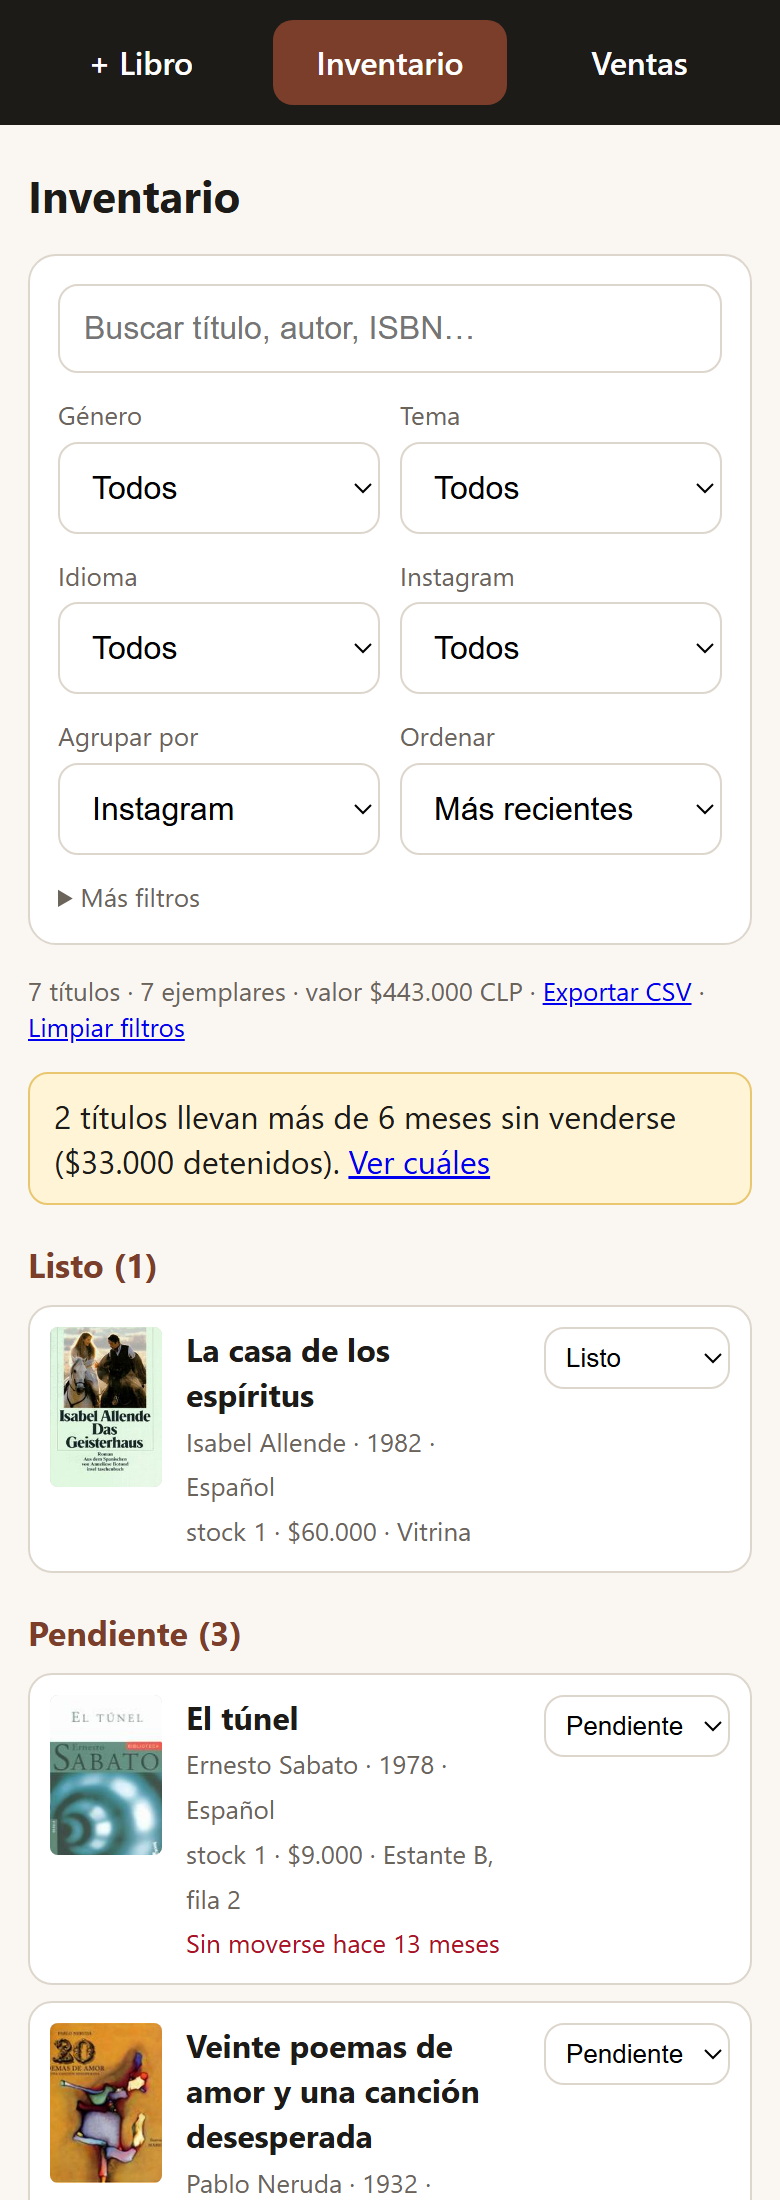 + Libro
Inventario
Ventas
Inventario
Buscar título, autor, ISBN...
Género
Tema
Todos
Todos
Idioma
Instagram
Todos
Todos
Agrupar por
Ordenar
Instagram
Más recientes
▶ Más filtros
7 títulos · 7 ejemplares · valor $443.000 CLP · Exportar CSV ·
Limpiar filtros
2 títulos llevan más de 6 meses sin venderse
($33.000 detenidos). Ver cuáles
Listo (1)
Isabel Allende
Das
Geisterhaus
Roman
La casa de los
espíritus
Isabel Allende · 1982 ·
Español
stock 1 · $60.000 · Vitrina
Listo
Pendiente (3)
EL TÚNEL
Ernesto
SABATO
El túnel
Ernesto Sabato · 1978 ·
Español
stock 1 · $9.000 · Estante B,
fila 2
Sin moverse hace 13 meses
Pendiente
20
Veinte poemas de
amor y una canción
desesperada
Pablo Neruda · 1932 ·
Pendiente